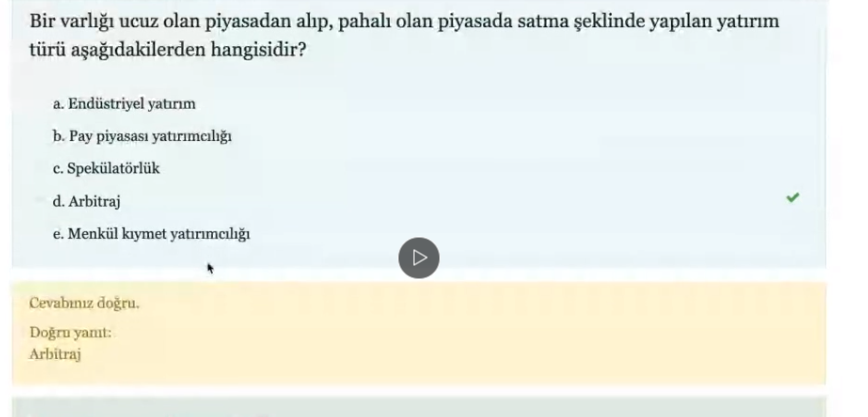 Bir varlığı ucuz olan piyasadan alıp, pahalı olan piyasada satma şeklinde yapılan yatırım
türü aşağıdakilerden hangisidir?
a. Endüstriyel yatırım
b. Pay piyasası yatırımcılığı
c. Spekülatörlük
d. Arbitraj
e. Menkül kıymet yatırımcılığı
Cevabınız doğru.
Doğru yanıt:
Arbitraj